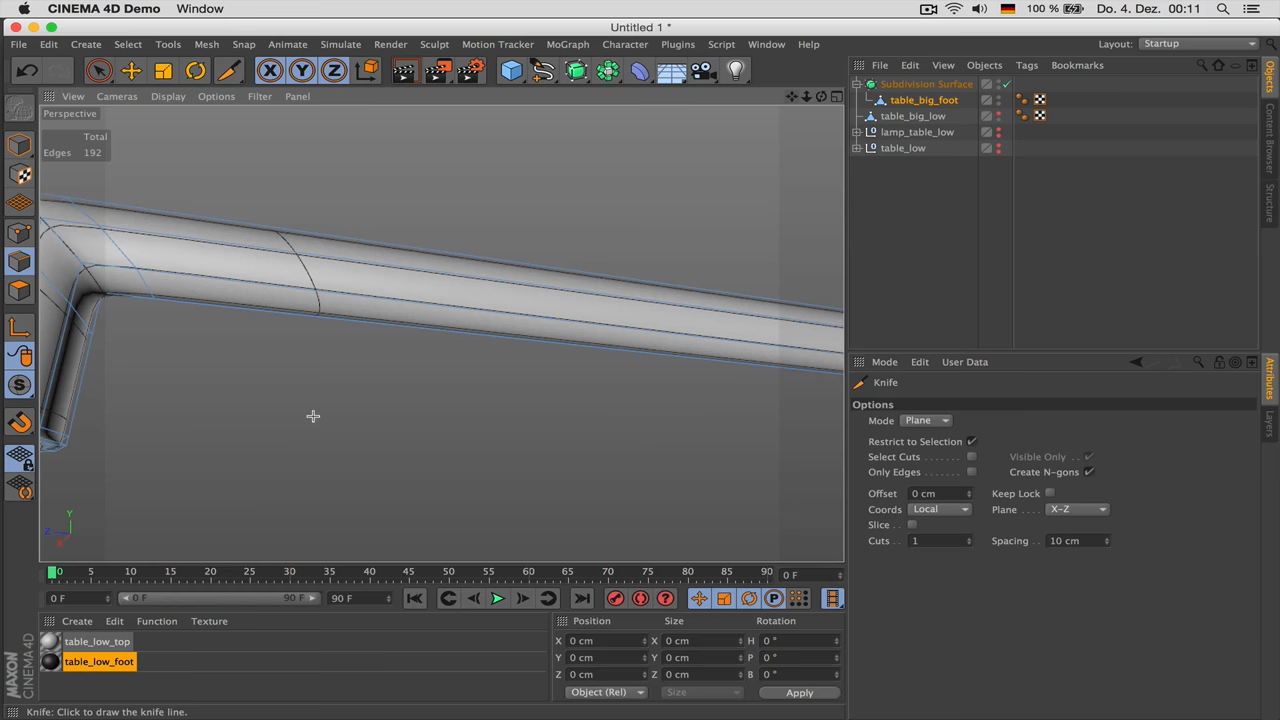 CINEMA 4D Demo Window 100 % Do. 4. Dez. 00:11
Untitled 1 *
File Edit Create Select Tools Mesh Snap Animate Simulate Render Sculpt Motion Tracker MoGraph Character Plugins Script Window Help Layout: Startup
X Y Z
View Cameras Display Options Filter Panel
File Edit View Objects Tags Bookmarks
Perspective
Total
Edges 192
Subdivision Surface
table_big_foot
table_big_low
lamp_table_low
table_low
Objects
Content Browser
Structure
Mode Edit User Data
Knife
Options
Mode Plane
Restrict to Selection
Select Cuts Visible Only
Only Edges Create N-gons
Offset 0 cm Keep Lock
Coords Local Plane X-Z
Slice
Cuts 1 Spacing 10 cm
Attributes
Layers
S
Y
Z
X
0 5 10 15 20 25 30 35 40 45 50 55 60 65 70 75 80 85 90 0 F
0 F 0 F 90 F 90 F P
Create Edit Function Texture
table_low_top
table_low_foot
Position Size Rotation
X 0 cm X 0 cm H 0 °
Y 0 cm Y 0 cm P 0 °
Z 0 cm Z 0 cm B 0 °
Object (Rel) Size Apply
MAXON CINEMA 4D
Knife: Click to draw the knife line.